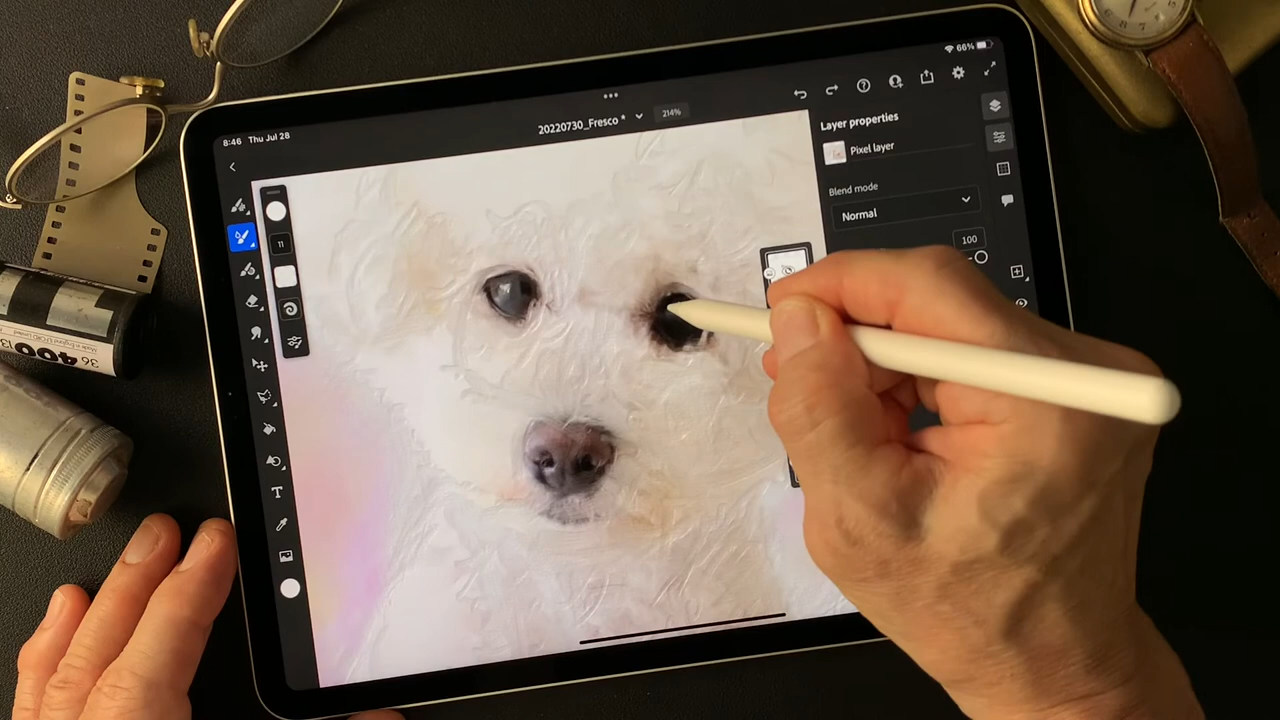 8:46 Thu Jul 28
66%
20220730_Fresco *
214%
Layer properties
Pixel layer
Blend mode
Normal
100
11
T
36
400